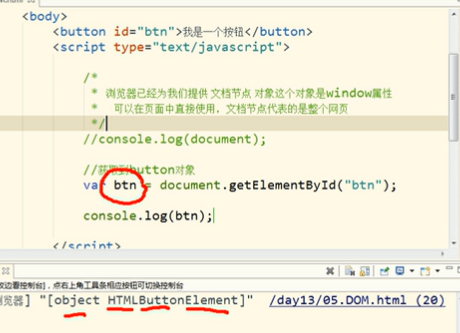 <body>
<button id="btn">我是一个按钮</button>
<script type="text/javascript">
/*
* 浏览器已经为我们提供 文档节点 对象这个对象是window属性
* 可以在页面中直接使用，文档节点代表的是整个网页
*/
//console.log(document);
//获取到button对象
var btn = document.getElementById("btn");
console.log(btn);
</script>
边看控制台]，点右上角工具条相应按钮可切换控制台
览器] "[object HTMLButtonElement]" /day13/05.DOM.html (20)